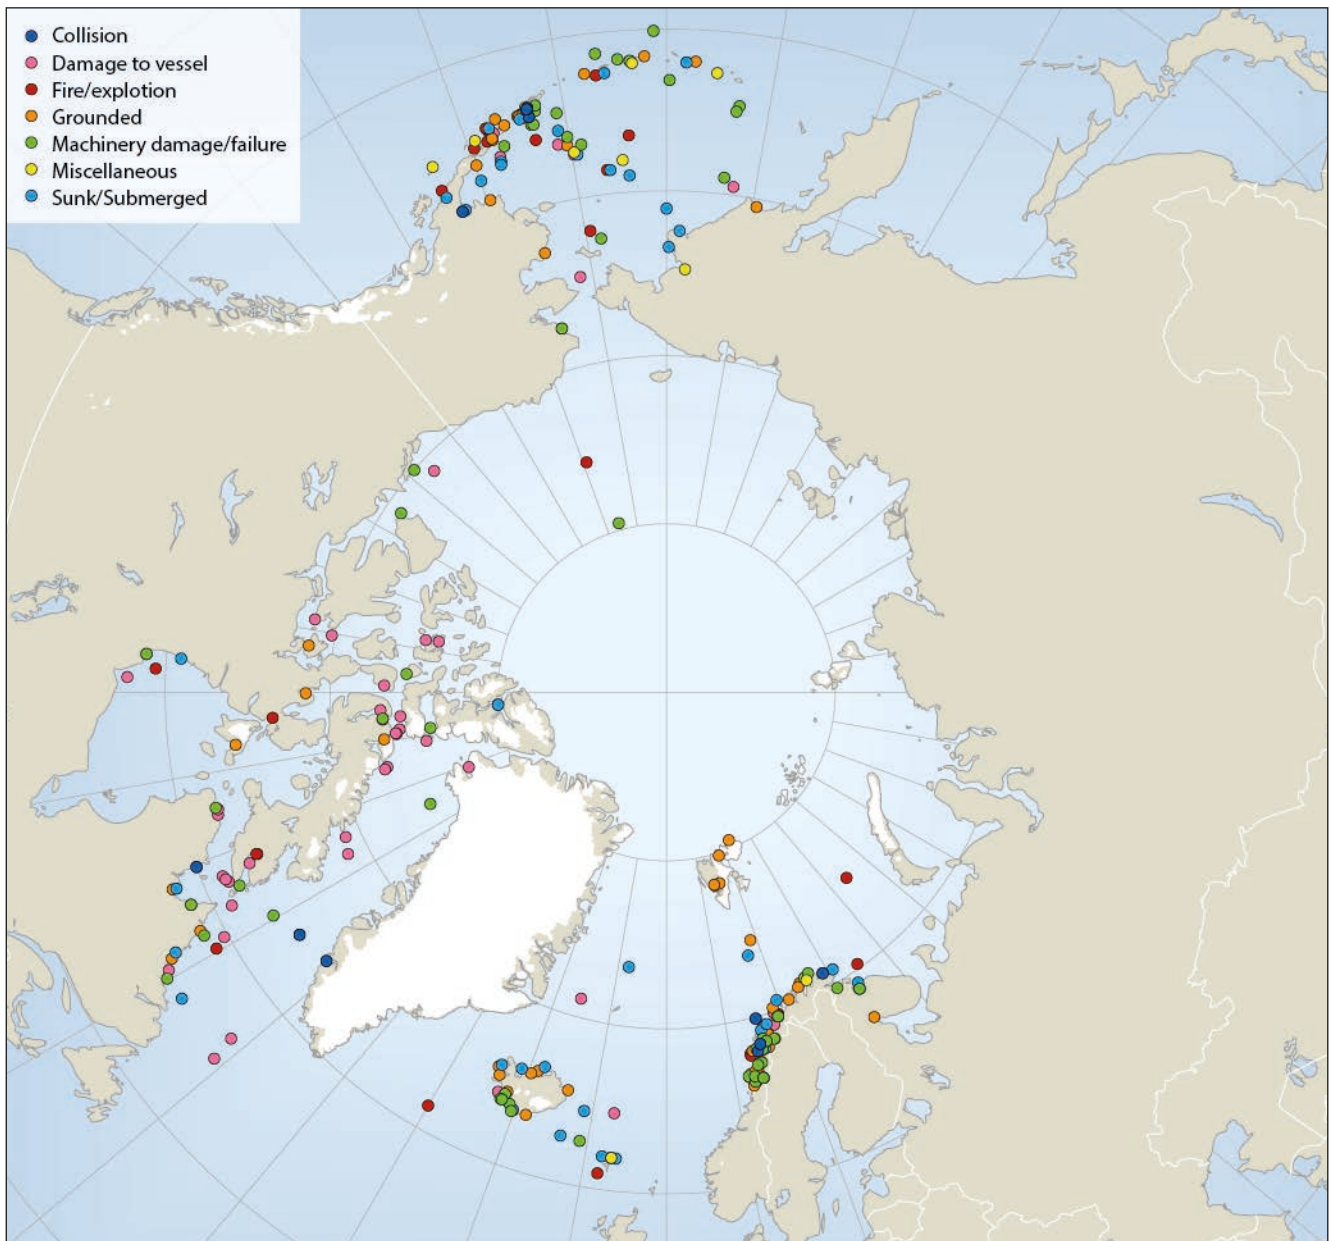 Collision
Damage to vessel
Fire/explotion
Grounded
Machinery damage/failure
Miscellaneous
Sunk/Submerged